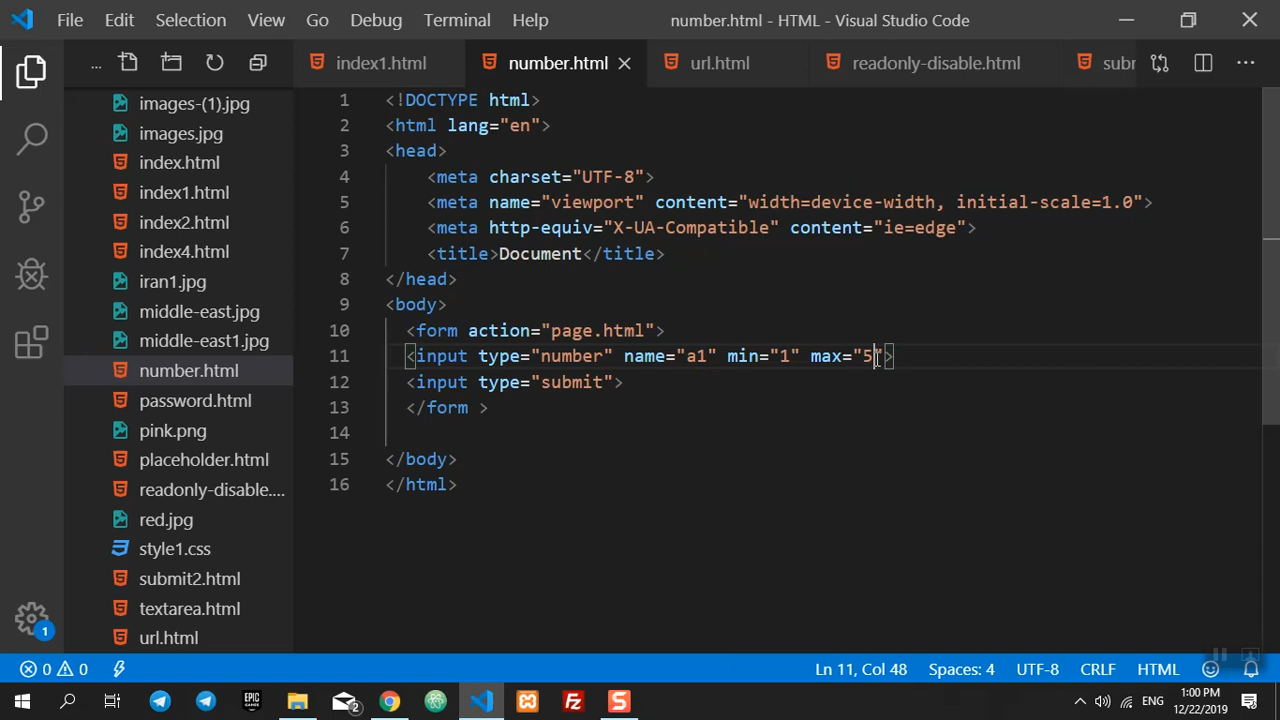 File Edit Selection View Go Debug Terminal Help number.html - HTML - Visual Studio Code
... index1.html number.html url.html readonly-disable.html subr ...
images-(1).jpg
images.jpg
index.html
index1.html
index2.html
index4.html
iran1.jpg
middle-east.jpg
middle-east1.jpg
number.html
password.html
pink.png
placeholder.html
readonly-disable....
red.jpg
style1.css
submit2.html
textarea.html
url.html
1 <!DOCTYPE html>
2 <html lang="en">
3 <head>
4 <meta charset="UTF-8">
5 <meta name="viewport" content="width=device-width, initial-scale=1.0">
6 <meta http-equiv="X-UA-Compatible" content="ie=edge">
7 <title>Document</title>
8 </head>
9 <body>
10 <form action="page.html">
11 <input type="number" name="a1" min="1" max="5">
12 <input type="submit">
13 </form >
14
15 </body>
16 </html>
1
0 0 Ln 11, Col 48 Spaces: 4 UTF-8 CRLF HTML
EPIC GAMES 2 Fz S ENG 1:00 PM
12/22/2019